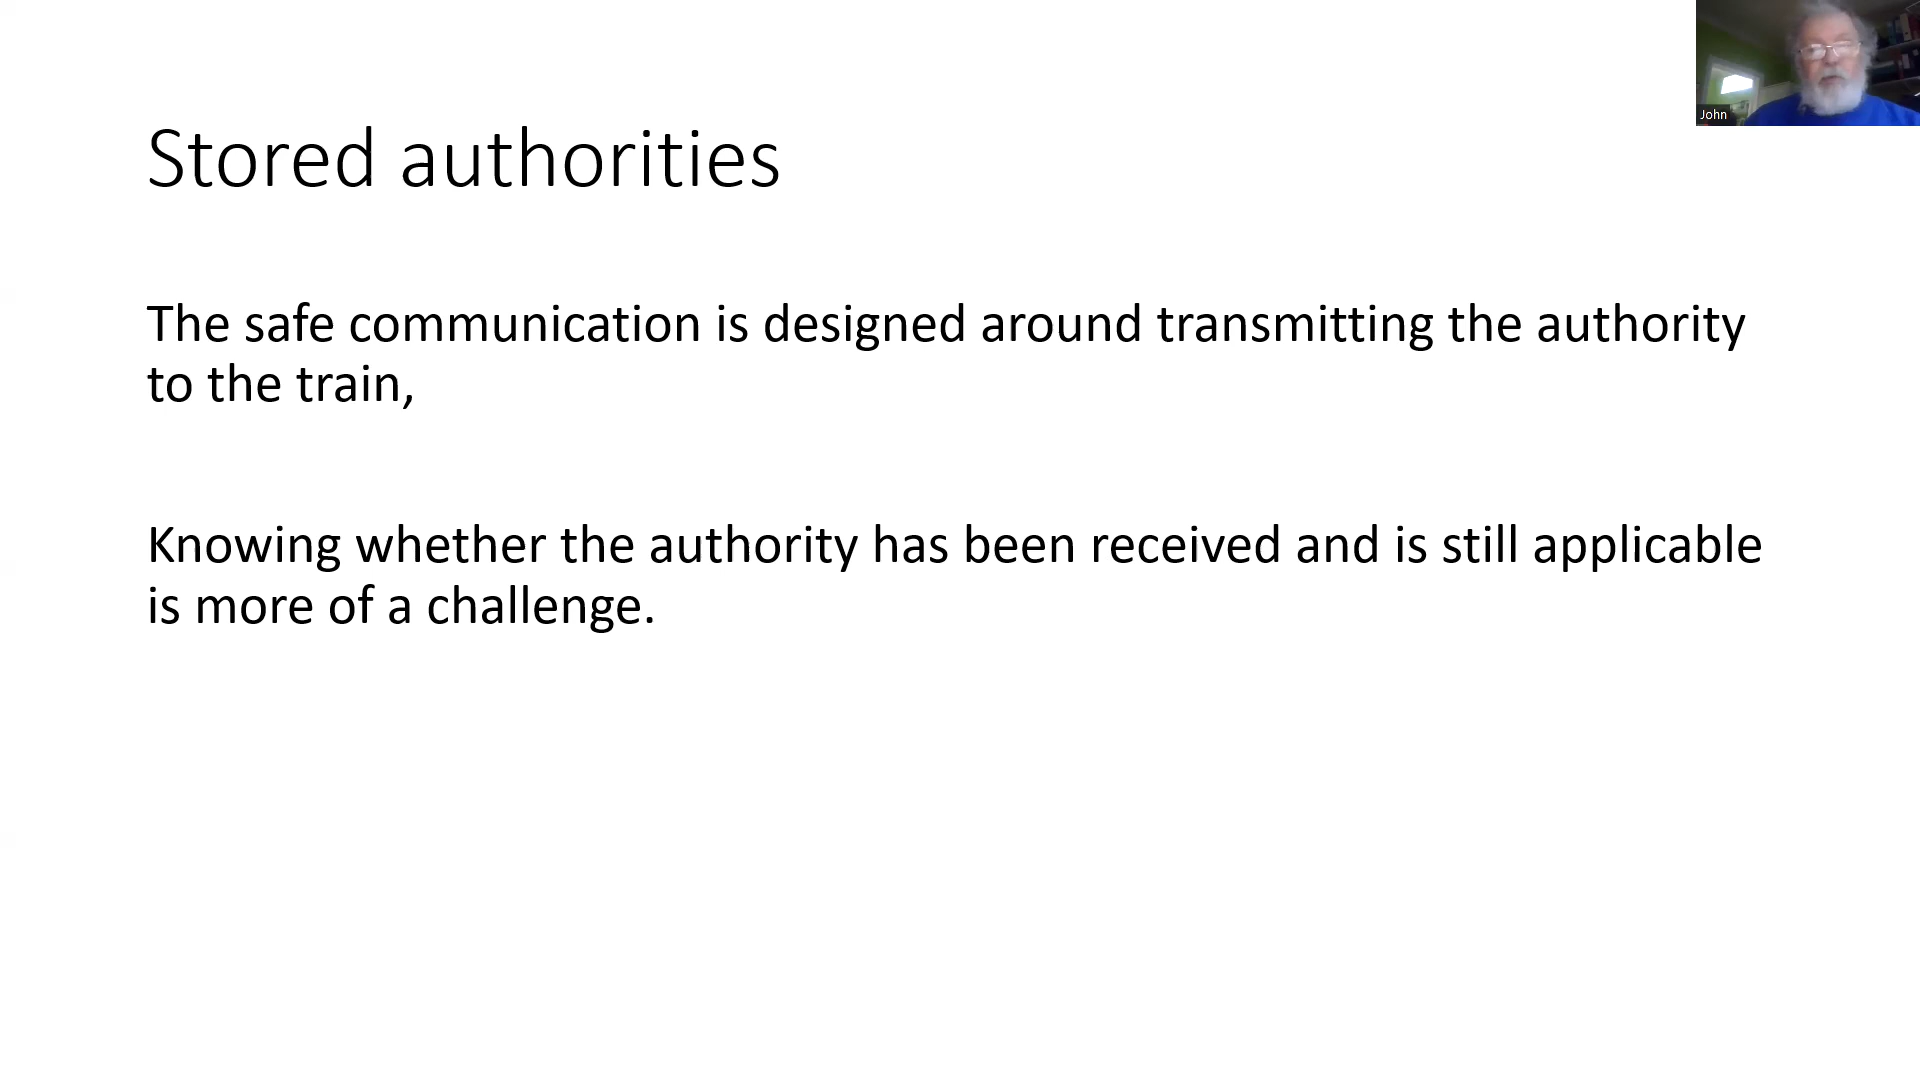 John
Stored authorities
The safe communication is designed around transmitting the authority
to the train,
Knowing whether the authority has been received and is still applicable
is more of a challenge.